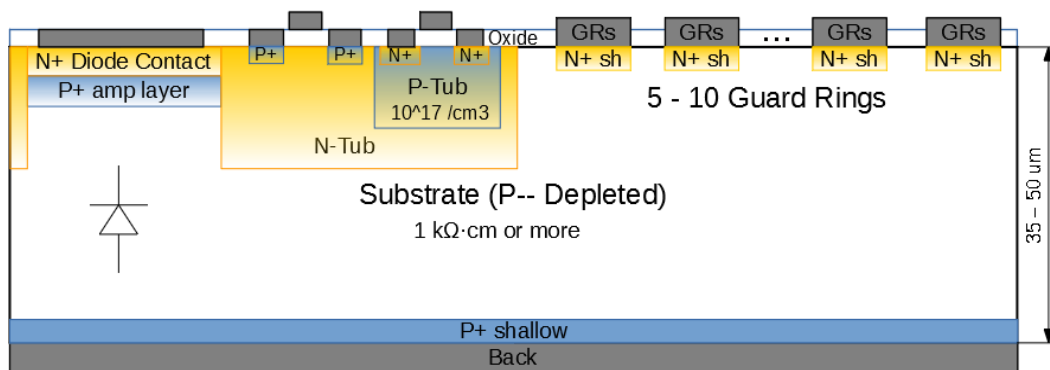 GRs GRs ... GRs GRs
Oxide
N+ Diode Contact P+ P+ N+ N+ N+ sh N+ sh N+ sh N+ sh
P+ amp layer
P-Tub
10^17 /cm3
5 - 10 Guard Rings
N-Tub
Substrate (P-- Depleted)
1 kΩ·cm or more
35 – 50 um
P+ shallow
Back